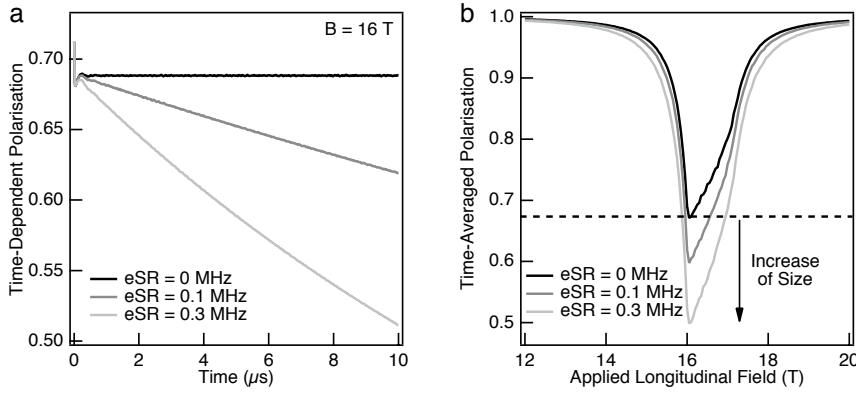 a
B = 16 T
Time-Dependent Polarisation
0.70
0.65
0.60
0.55
0.50
eSR = 0 MHz
eSR = 0.1 MHz
eSR = 0.3 MHz
0 2 4 6 8 10
Time (µs)
b
Time-Averaged Polarisation
1.0
0.9
0.8
0.7
0.6
0.5
eSR = 0 MHz
eSR = 0.1 MHz
eSR = 0.3 MHz
Increase
of Size
12 14 16 18 20
Applied Longitudinal Field (T)